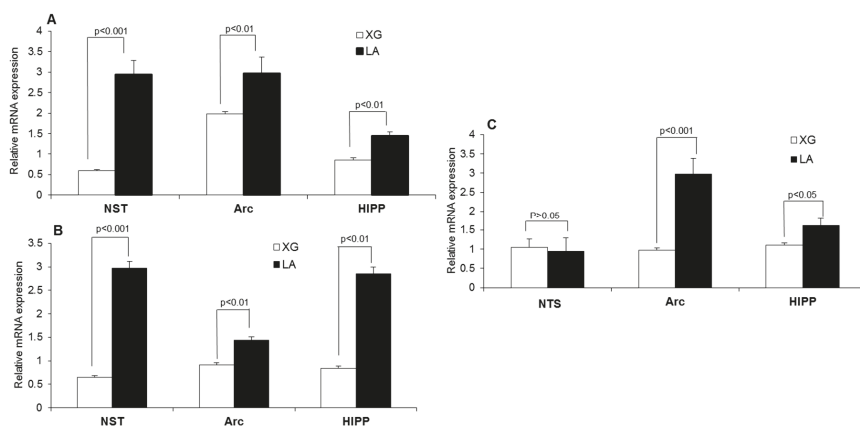 A
Relative mRNA expression
4
3.5
3
2.5
2
1.5
1
0.5
0
p<0.001
p<0.01
p<0.01
XG
LA
NST Arc HIPP
B
Relative mRNA expression
3.5
3
2.5
2
1.5
1
0.5
0
p<0.001
p<0.01
p<0.01
XG
LA
NST Arc HIPP
C
Relative mRNA expression
4
3.5
3
2.5
2
1.5
1
0.5
0
P>0.05
p<0.001
p<0.05
XG
LA
NTS Arc HIPP